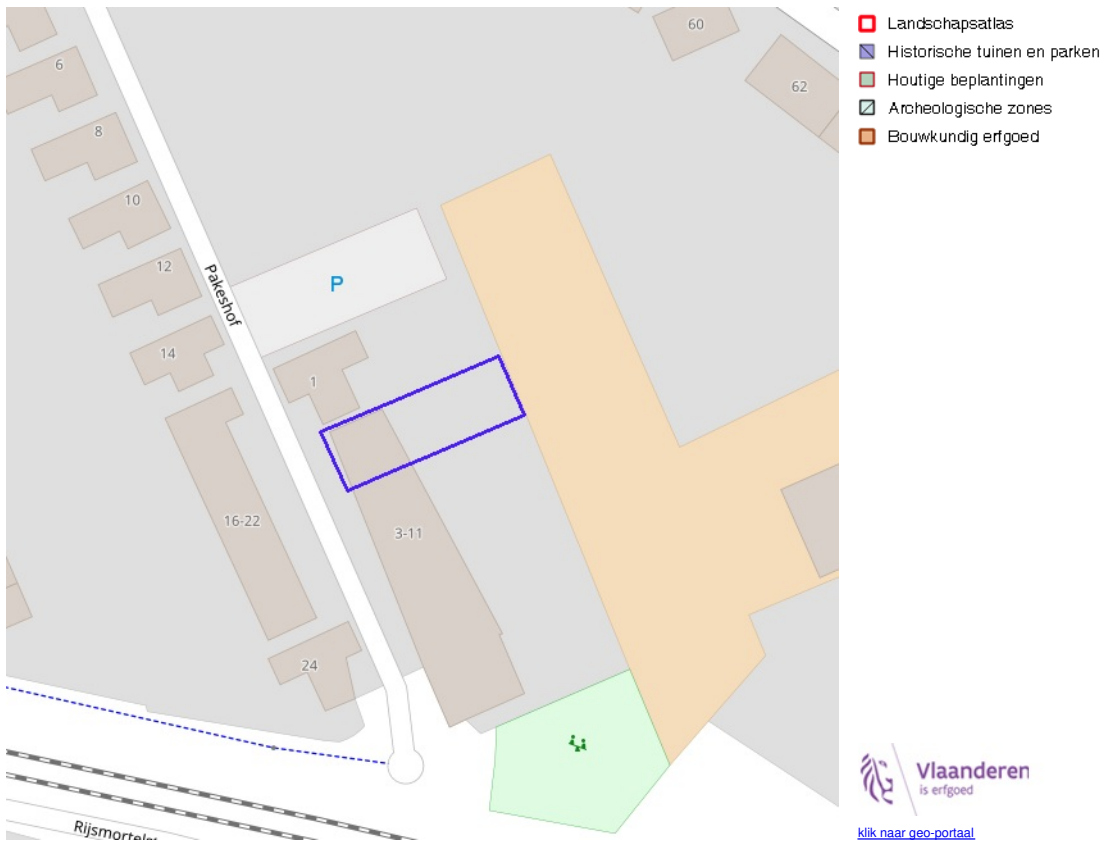 60
Landschapsatlas
6
Historische tuinen en parken
Houtige beplantingen
62
8
Archeologische zones
Bouwkundig erfgoed
10
12
Pakeshof
P
14
1
16-22
3-11
24
Vlaanderen
is erfgoed
klik naar geo-portaal